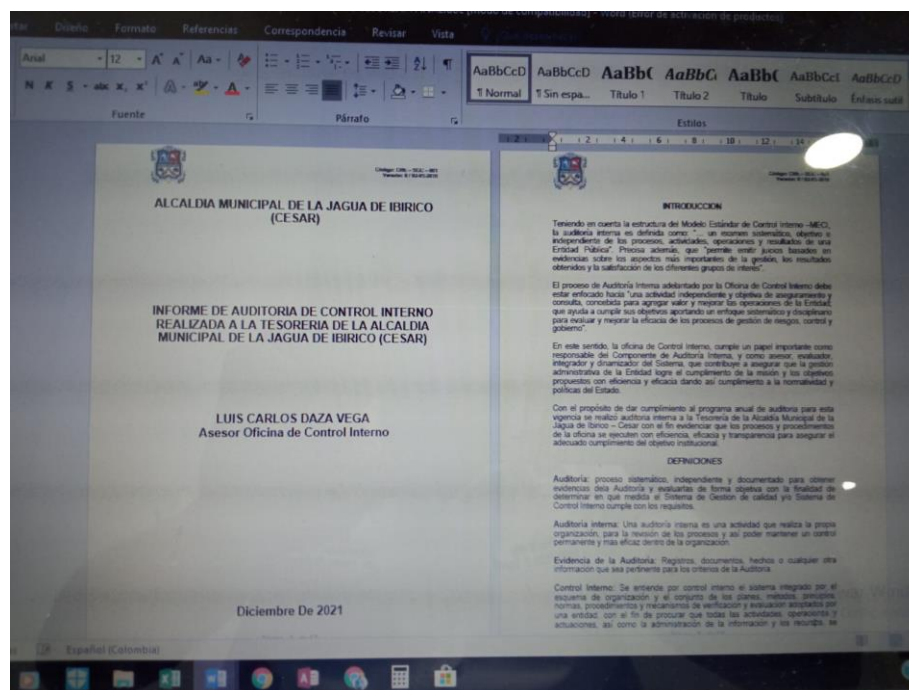 Diseño Formato Referencias Correspondencia Revisar Vista
Arial 12 Aa
N K S abc x, x² A
Fuente Párrafo Estilos
AaBbCcD AaBbCcD AaBb( AaBbC AaBb( AaBbCcI AaBbCcD
¶ Normal ¶ Sin espa... Título 1 Título 2 Título Subtítulo Énfasis sutil
ALCALDIA MUNICIPAL DE LA JAGUA DE IBIRICO
(CESAR)
INFORME DE AUDITORIA DE CONTROL INTERNO
REALIZADA A LA TESORERIA DE LA ALCALDIA
MUNICIPAL DE LA JAGUA DE IBIRICO (CESAR)
LUIS CARLOS DAZA VEGA
Asesor Oficina de Control Interno
Diciembre De 2021
INTRODUCCION
Teniendo en cuenta la estructura del Modelo Estándar de Control Interno –MECI,
la auditoría interna es definida como: "... un examen sistemático, objetivo e
independiente de los procesos, actividades, operaciones y resultados de una
Entidad Pública". Precisa además, que "permite emitir juicios basados en
evidencias sobre los aspectos más importantes de la gestión, los resultados
obtenidos y la satisfacción de los diferentes grupos de interés".
El proceso de Auditoría Interna adelantado por la Oficina de Control Interno debe
estar enfocado hacia "una actividad independiente y objetiva de aseguramiento y
consulta, concebida para agregar valor y mejorar las operaciones de la Entidad;
que ayuda a cumplir sus objetivos aportando un enfoque sistemático y disciplinario
para evaluar y mejorar la eficacia de los procesos de gestión de riesgos, control y
gobierno".
En este sentido, la oficina de Control Interno, cumple un papel importante como
responsable del Componente de Auditoría Interna, y como asesor, evaluador,
integrador y dinamizador del Sistema, que contribuye a asegurar que la gestión
administrativa de la Entidad logre el cumplimiento de la misión y los objetivos
propuestos con eficiencia y eficacia dando así cumplimiento a la normatividad y
políticas del Estado.
Con el propósito de dar cumplimiento al programa anual de auditoria para esta
vigencia se realizó auditoria interna a la Tesorería de la Alcaldía Municipal de la
Jagua de Ibirico – Cesar con el fin evidenciar que los procesos y procedimientos
de la oficina se ejecuten con eficiencia, eficacia y transparencia para asegurar el
adecuado cumplimiento del objetivo institucional.
DEFINICIONES
Auditoría: proceso sistemático, independiente y documentado para obtener
evidencias dela Auditoría y evaluarlas de forma objetiva con la finalidad de
determinar en qué medida el Sistema de Gestión de calidad y/o Sistema de
Control Interno cumple con los requisitos.
Auditoría interna: Una auditoría interna es una actividad que realiza la propia
organización, para la revisión de los procesos y así poder mantener un control
permanente y más eficaz dentro de la organización.
Evidencia de la Auditoría: Registros, documentos, hechos o cualquier otra
información que sea pertinente para los criterios de la Auditoría.
Control Interno: Se entiende por control interno el sistema integrado por el
esquema de organización y el conjunto de los planes, métodos, principios,
normas, procedimientos y mecanismos de verificación y evaluación adoptados por
una entidad, con el fin de procurar que todas las actividades, operaciones y
actuaciones, así como la administración de la información y los recursos, se
Español (Colombia)